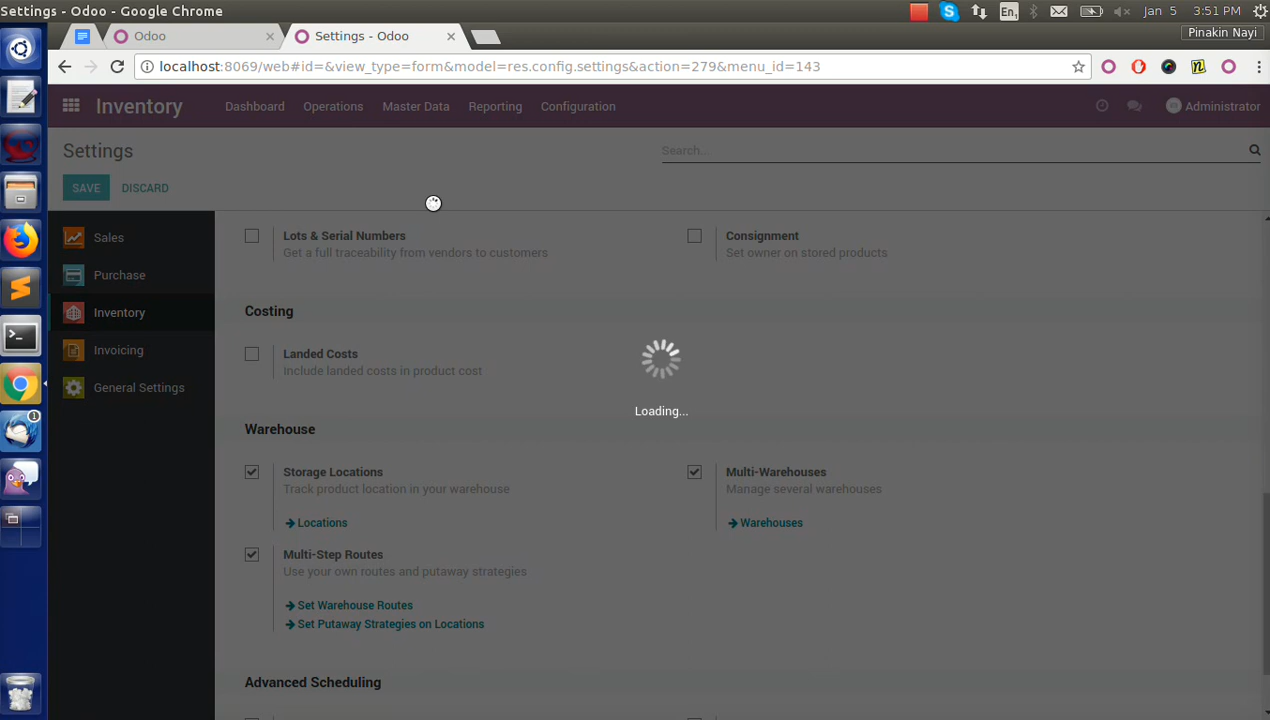 Settings - Odoo - Google Chrome
En1
Jan 5 3:51 PM
Odoo
Settings - Odoo
Pinakin Nayi
localhost:8069/web#id=&view_type=form&model=res.config.settings&action=279&menu_id=143
Inventory Dashboard Operations Master Data Reporting Configuration Administrator
Settings
Search...
SAVE DISCARD
Sales
Purchase
Inventory
Invoicing
General Settings
Lots & Serial Numbers
Get a full traceability from vendors to customers
Consignment
Set owner on stored products
Costing
Landed Costs
Include landed costs in product cost
Loading...
Warehouse
Storage Locations
Track product location in your warehouse
Locations
Multi-Warehouses
Manage several warehouses
Warehouses
Multi-Step Routes
Use your own routes and putaway strategies
Set Warehouse Routes
Set Putaway Strategies on Locations
Advanced Scheduling
1